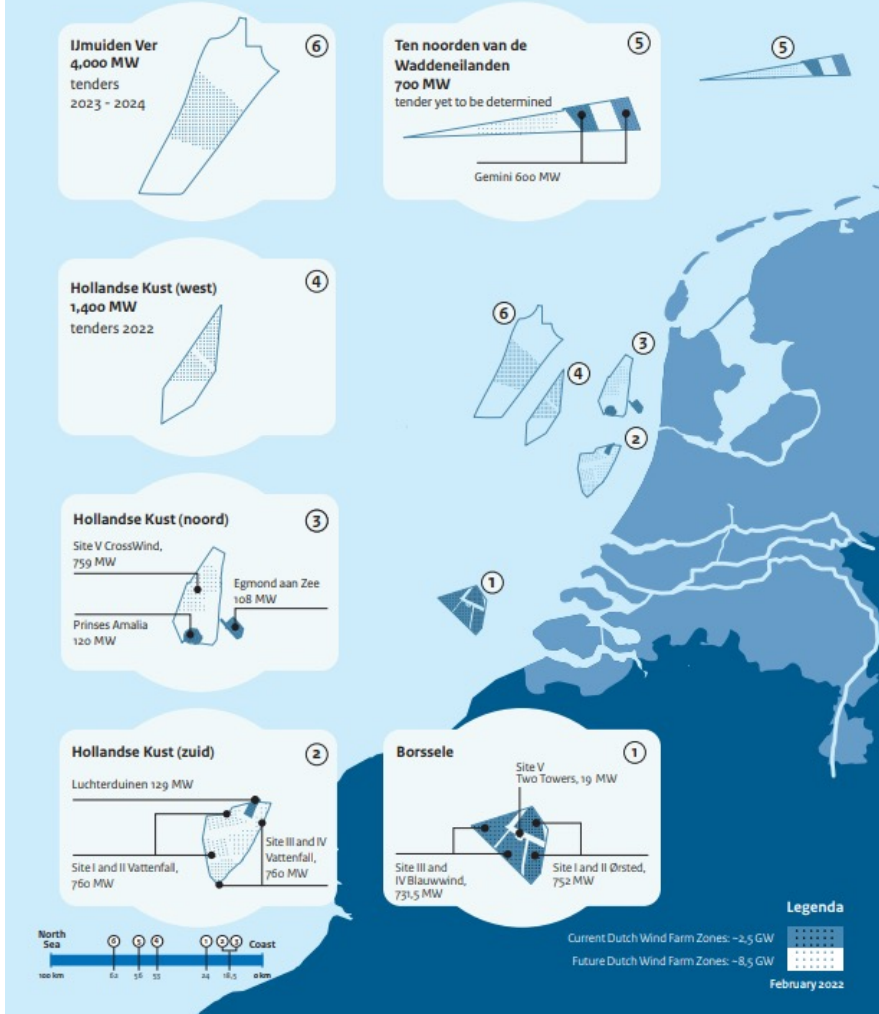 IJmuiden Ver
4,000 MW
tenders
2023 - 2024
6
Ten noorden van de
Waddeneilanden
700 MW
tender yet to be determined
5
Gemini 600 MW
5
Hollandse Kust (west)
1,400 MW
tenders 2022
4
6
4
3
2
1
Hollandse Kust (noord)
3
Site V CrossWind,
759 MW
Egmond aan Zee
108 MW
Prinses Amalia
120 MW
Hollandse Kust (zuid)
2
Luchterduinen 129 MW
Site III and IV
Vattenfall,
760 MW
Site I and II Vattenfall,
760 MW
Borssele
1
Site V
Two Towers, 19 MW
Site III and
IV Blauwwind,
731,5 MW
Site I and II Ørsted,
752 MW
North
Sea
6 5 4 1 2 3
Coast
100 km 62 56 53 24 18,5 0 km
Legenda
Current Dutch Wind Farm Zones: ~2,5 GW
Future Dutch Wind Farm Zones: ~8,5 GW
February 2022